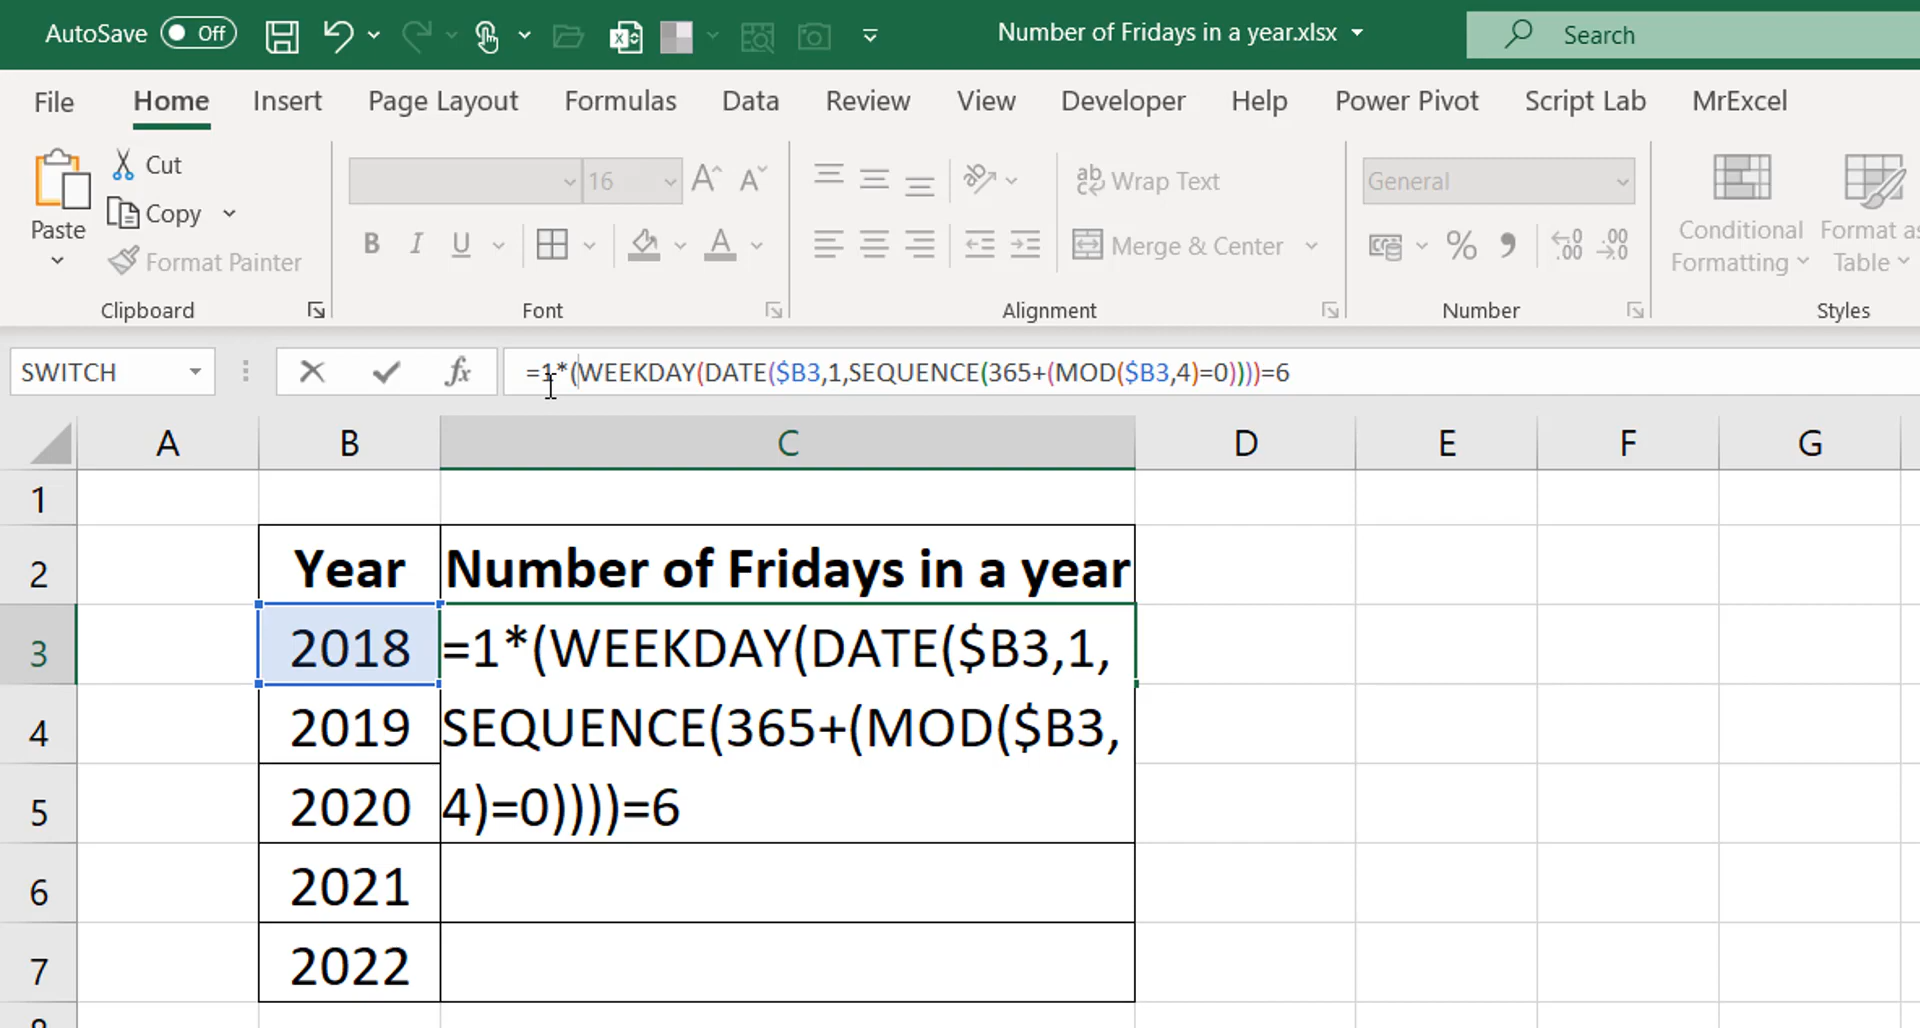 AutoSave Off Number of Fridays in a year.xlsx Search
File Home Insert Page Layout Formulas Data Review View Developer Help Power Pivot Script Lab MrExcel
Paste Cut Copy Format Painter
Clipboard
16
B I U A
Font
ab Wrap Text
Merge & Center
Alignment
General
% 9 .00
Number
Conditional Formatting
Format as Table
Styles
SWITCH fx =1*(WEEKDAY(DATE($B3,1,SEQUENCE(365+(MOD($B3,4)=0))))=6
A B C D E F G
1
2 Year Number of Fridays in a year
3 2018 =1*(WEEKDAY(DATE($B3,1,
4 2019 SEQUENCE(365+(MOD($B3,
5 2020 4)=0))))=6
6 2021
7 2022